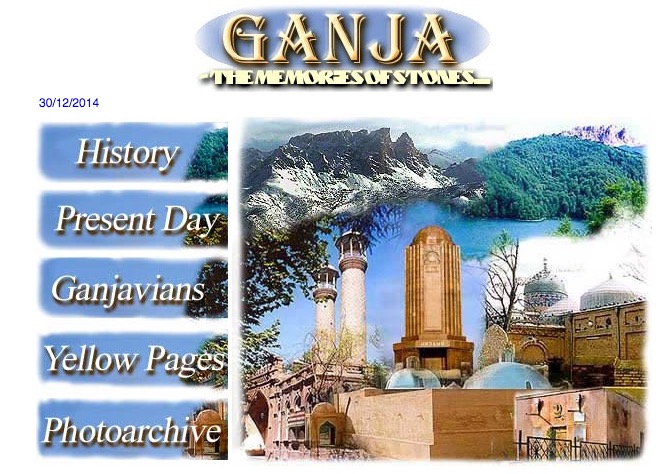 GANJA
- THE MEMORIES OF STONES...
30/12/2014
History
Present Day
Ganjavians
Yellow Pages
Photoarchive